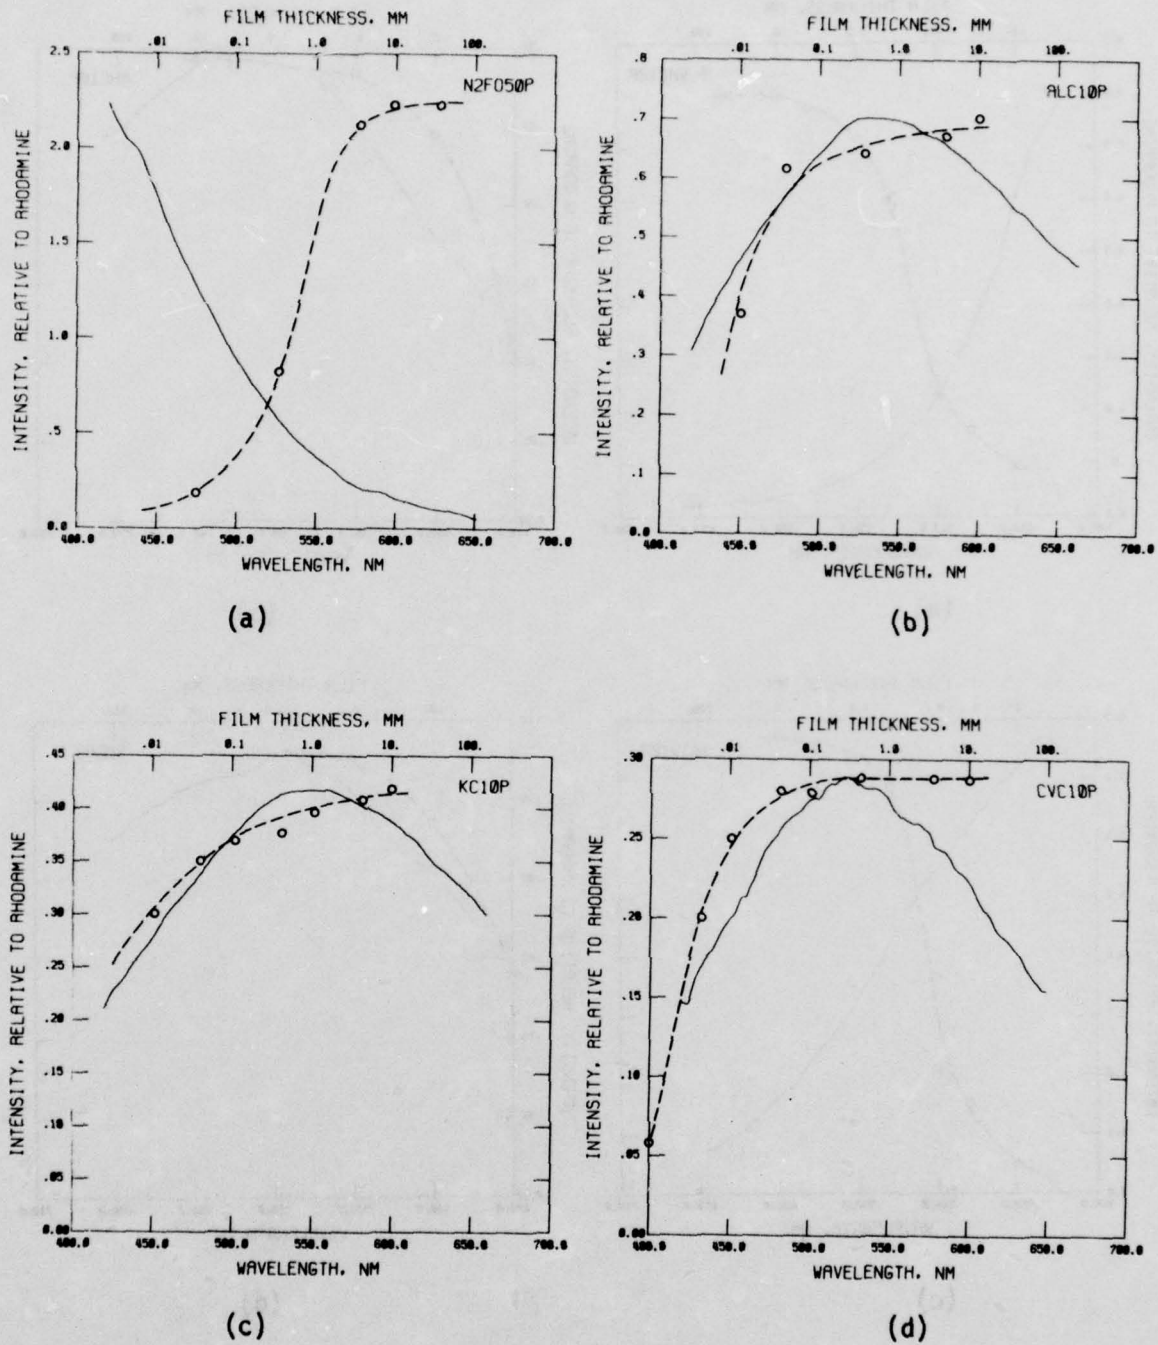 FILM THICKNESS, MM
.01 0.1 1.0 10. 100.
N2FO50P
2.5
2.0
1.5
1.0
.5
0.0
INTENSITY, RELATIVE TO RHODAMINE
400.0 450.0 500.0 550.0 600.0 650.0 700.0
WAVELENGTH, NM
(a)
FILM THICKNESS, MM
.01 0.1 1.0 10. 100.
ALC10P
.8
.7
.6
.5
.4
.3
.2
.1
0.0
INTENSITY, RELATIVE TO RHODAMINE
400.0 450.0 500.0 550.0 600.0 650.0 700.0
WAVELENGTH, NM
(b)
FILM THICKNESS, MM
.01 0.1 1.0 10. 100.
KC10P
.45
.40
.35
.30
.25
.20
.15
.10
.05
0.00
INTENSITY, RELATIVE TO RHODAMINE
400.0 450.0 500.0 550.0 600.0 650.0 700.0
WAVELENGTH, NM
(c)
FILM THICKNESS, MM
.01 0.1 1.0 10. 100.
CVC10P
.30
.25
.20
.15
.10
.05
0.00
INTENSITY, RELATIVE TO RHODAMINE
400.0 450.0 500.0 550.0 600.0 650.0 700.0
WAVELENGTH, NM
(d)